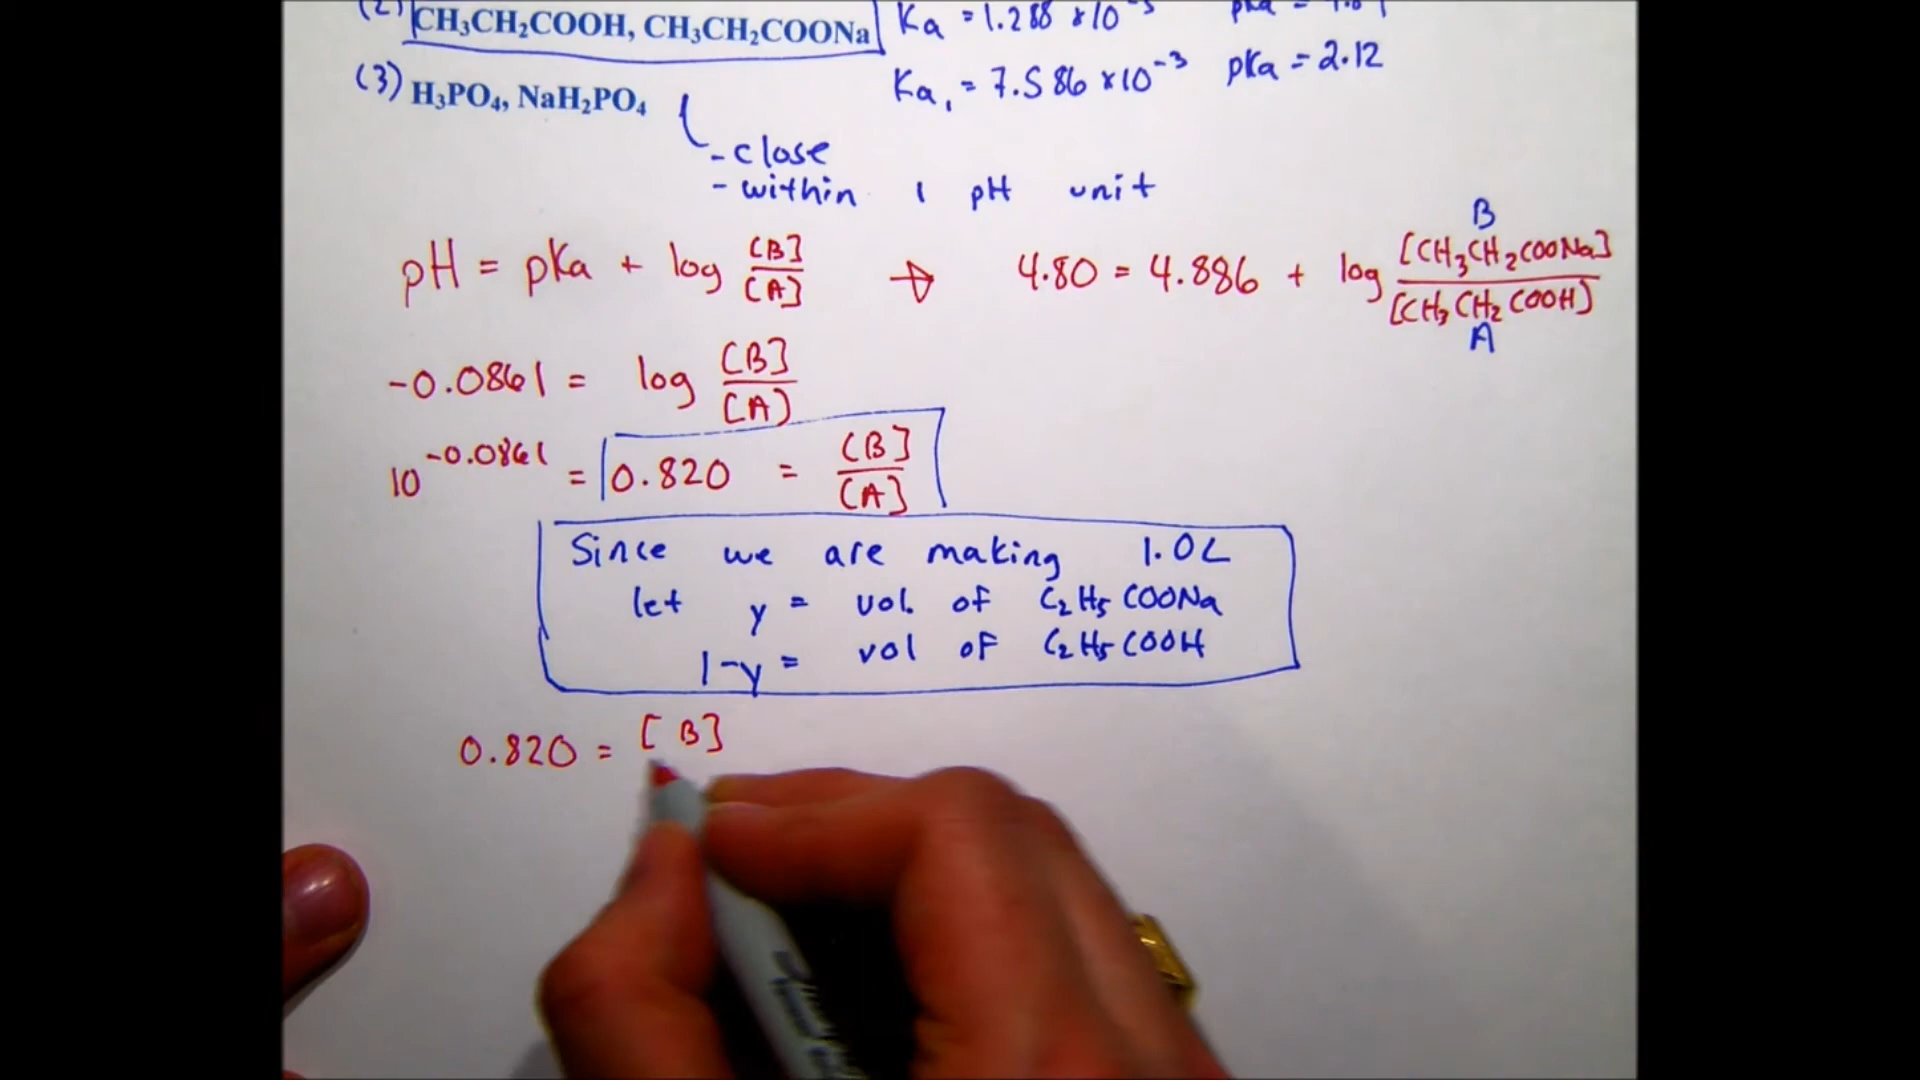 (2) CH₃CH₂COOH, CH₃CH₂COONa Ka = 1.288 × 10⁻⁵
(3) H₃PO₄, NaH₂PO₄ Ka₁ = 7.586 × 10⁻³ pKa = 2.12
- close
- within 1 pH unit
B
pH = pKa + log [B]/[A] → 4.80 = 4.886 + log [CH₃CH₂COONa]/[CH₃CH₂COOH]
A
-0.0861 = log [B]/[A]
10^-0.0861 = 0.820 = [B]/[A]
Since we are making 1.0L
let y = vol. of C₂H₅COONa
1-y = vol of C₂H₅COOH
0.820 = [B]